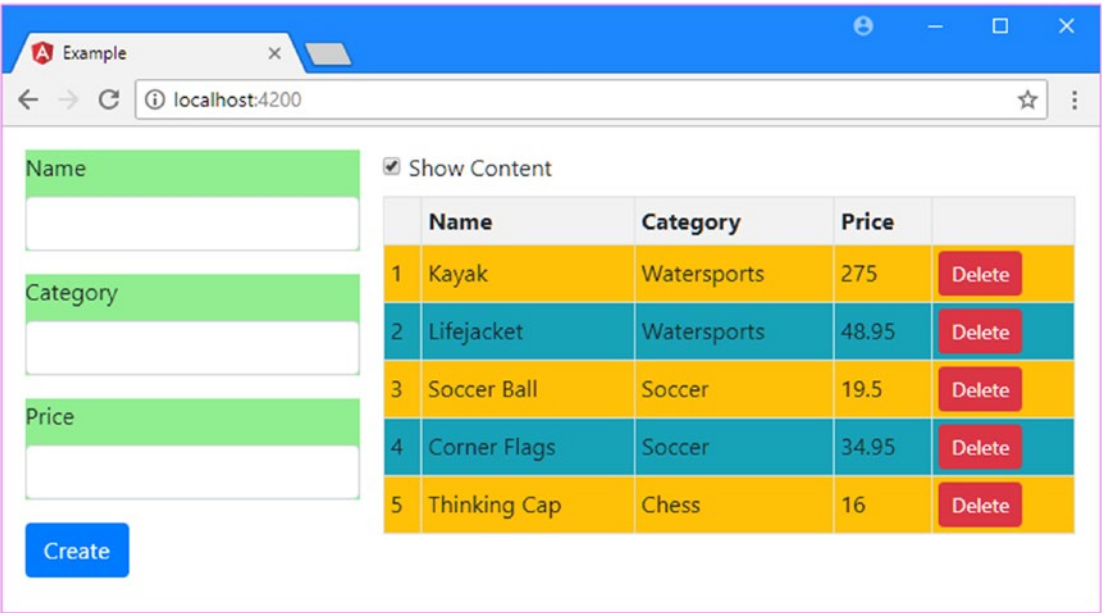 Example
localhost:4200
Name
Category
Price
Create
Show Content
Name Category Price
1 Kayak Watersports 275 Delete
2 Lifejacket Watersports 48.95 Delete
3 Soccer Ball Soccer 19.5 Delete
4 Corner Flags Soccer 34.95 Delete
5 Thinking Cap Chess 16 Delete